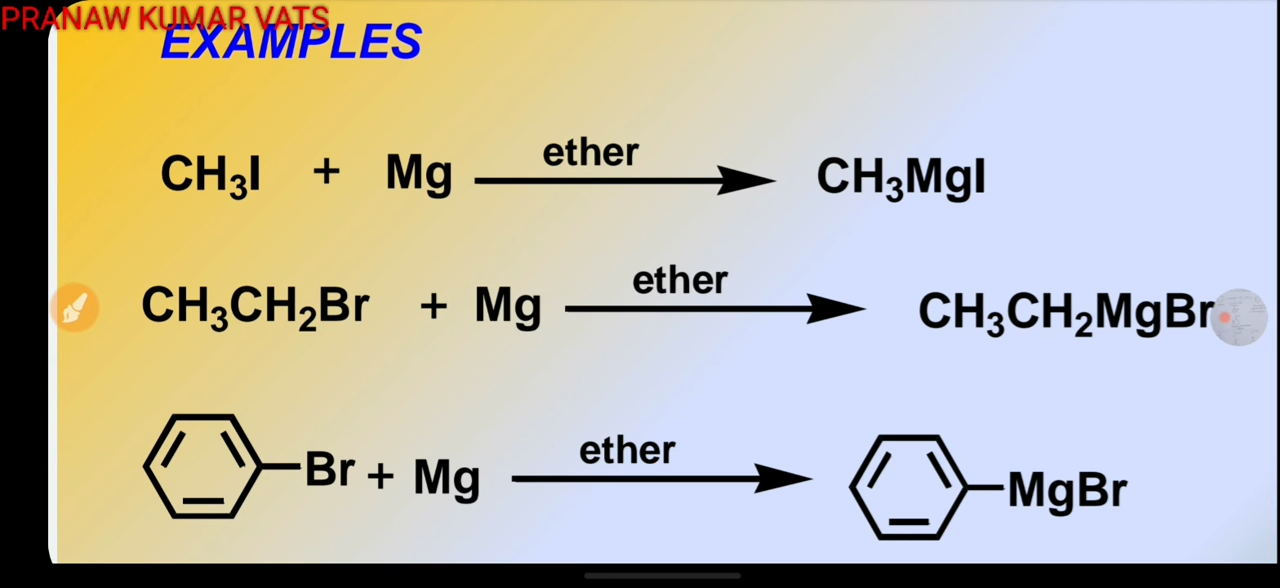 PRANAW KUMAR VATS
EXAMPLES
ether
CH₃I + Mg CH₃MgI
ether
CH₃CH₂Br + Mg CH₃CH₂MgBr
ether
Br + Mg MgBr